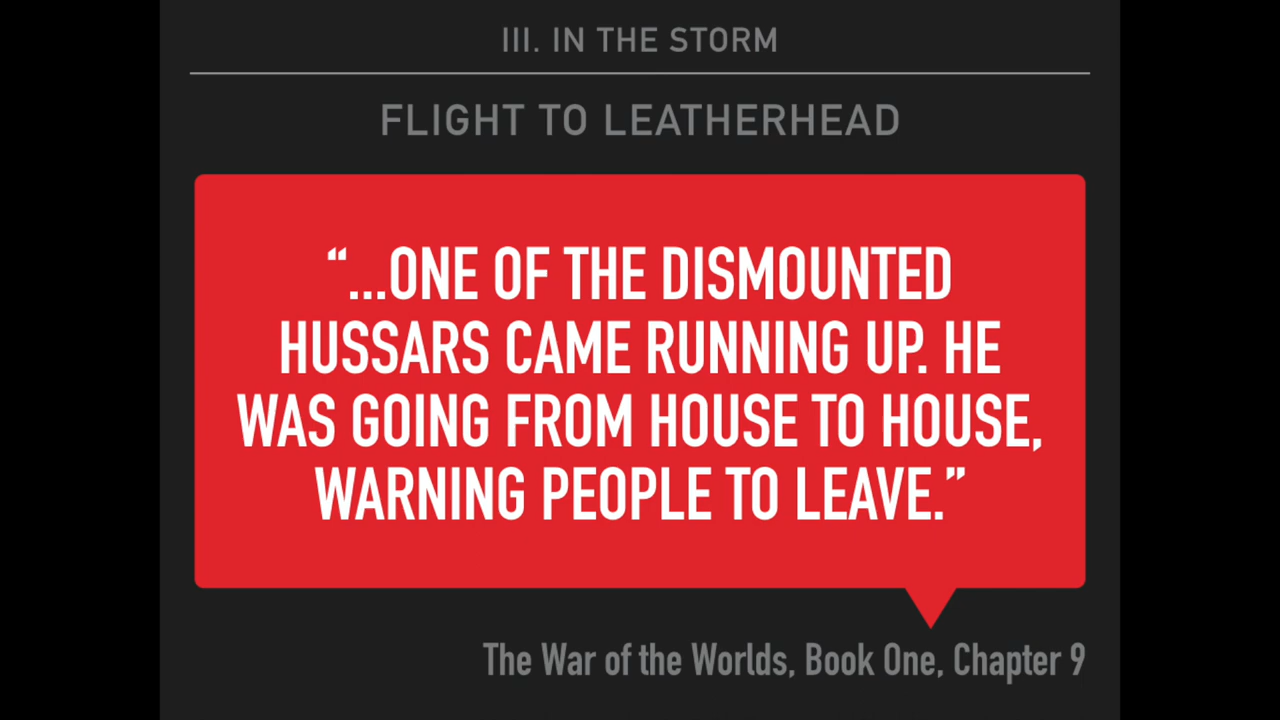 III. IN THE STORM
FLIGHT TO LEATHERHEAD
“...ONE OF THE DISMOUNTED
HUSSARS CAME RUNNING UP. HE
WAS GOING FROM HOUSE TO HOUSE,
WARNING PEOPLE TO LEAVE.”
The War of the Worlds, Book One, Chapter 9